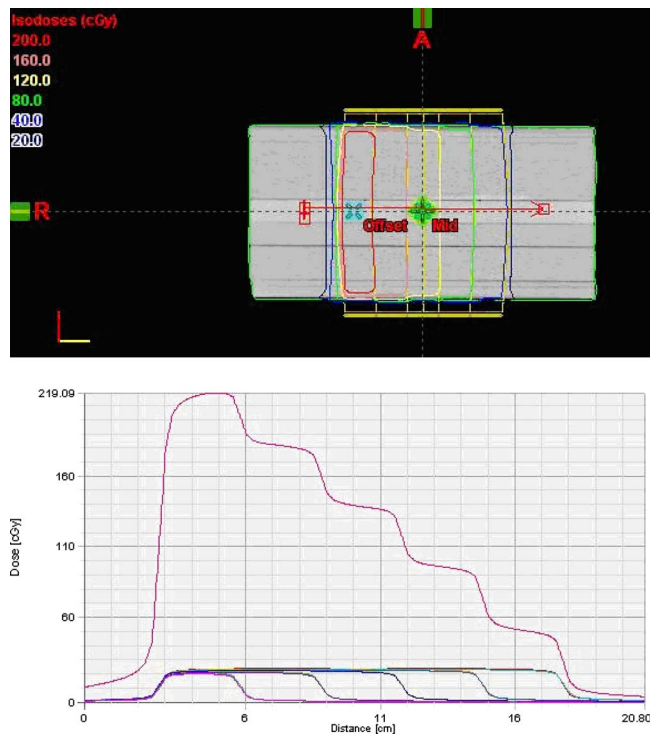 Isodoses (cGy)
200.0
160.0
120.0
80.0
40.0
20.0
A
R
Offset Mid
219.09
160
110
60
0
Dose [cGy]
0 6 11 16 20.80
Distance [cm]